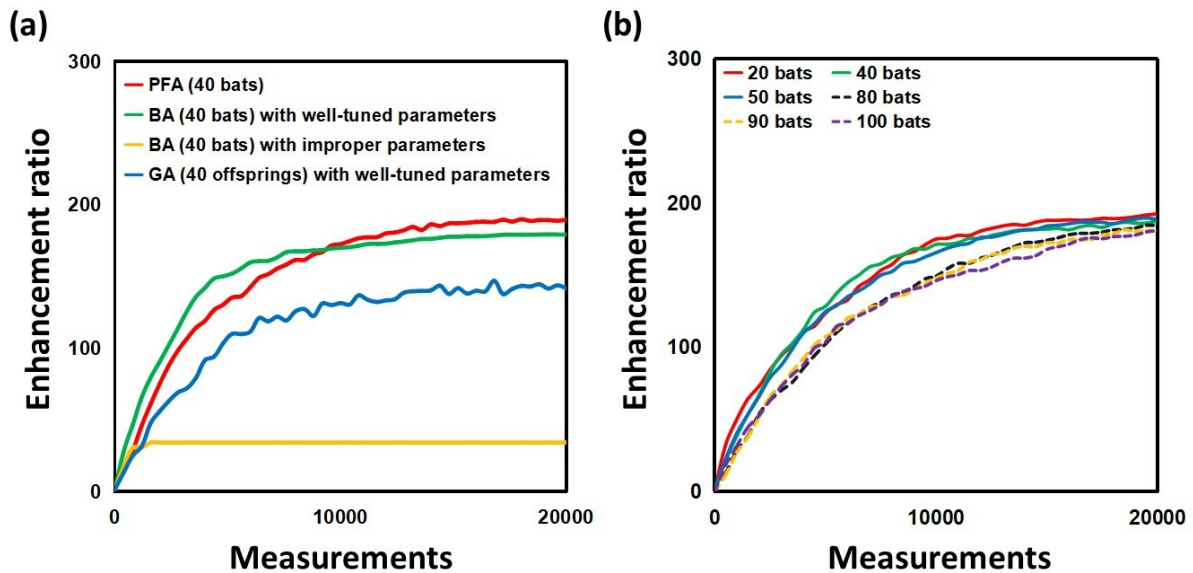 (a)
300
200
100
0
0
10000
20000
Enhancement ratio
Measurements
PFA (40 bats)
BA (40 bats) with well-tuned parameters
BA (40 bats) with improper parameters
GA (40 offsprings) with well-tuned parameters
(b)
300
200
100
0
0
10000
20000
Enhancement ratio
Measurements
20 bats
40 bats
50 bats
80 bats
90 bats
100 bats